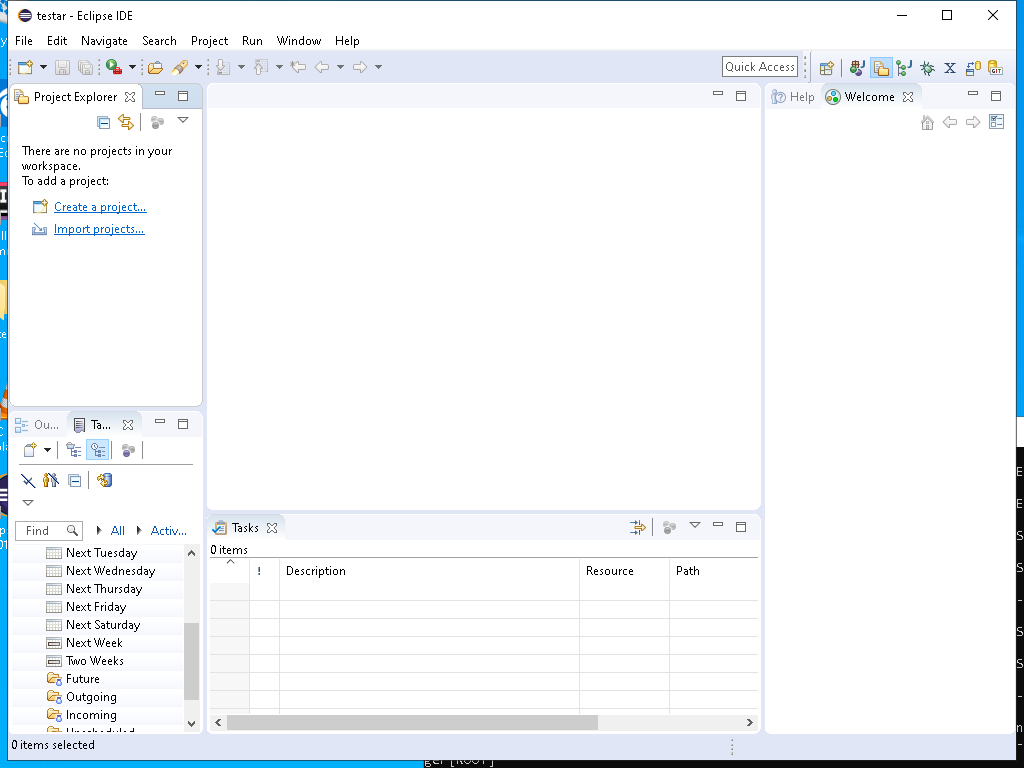 testar - Eclipse IDE
File Edit Navigate Search Project Run Window Help
Quick Access
Project Explorer
Help Welcome
There are no projects in your
workspace.
To add a project:
Create a project...
Import projects...
Ou... Ta...
Find All Activ...
Next Tuesday
Next Wednesday
Next Thursday
Next Friday
Next Saturday
Next Week
Two Weeks
Future
Outgoing
Incoming
Unscheduled
Tasks
0 items
! Description Resource Path
0 items selected